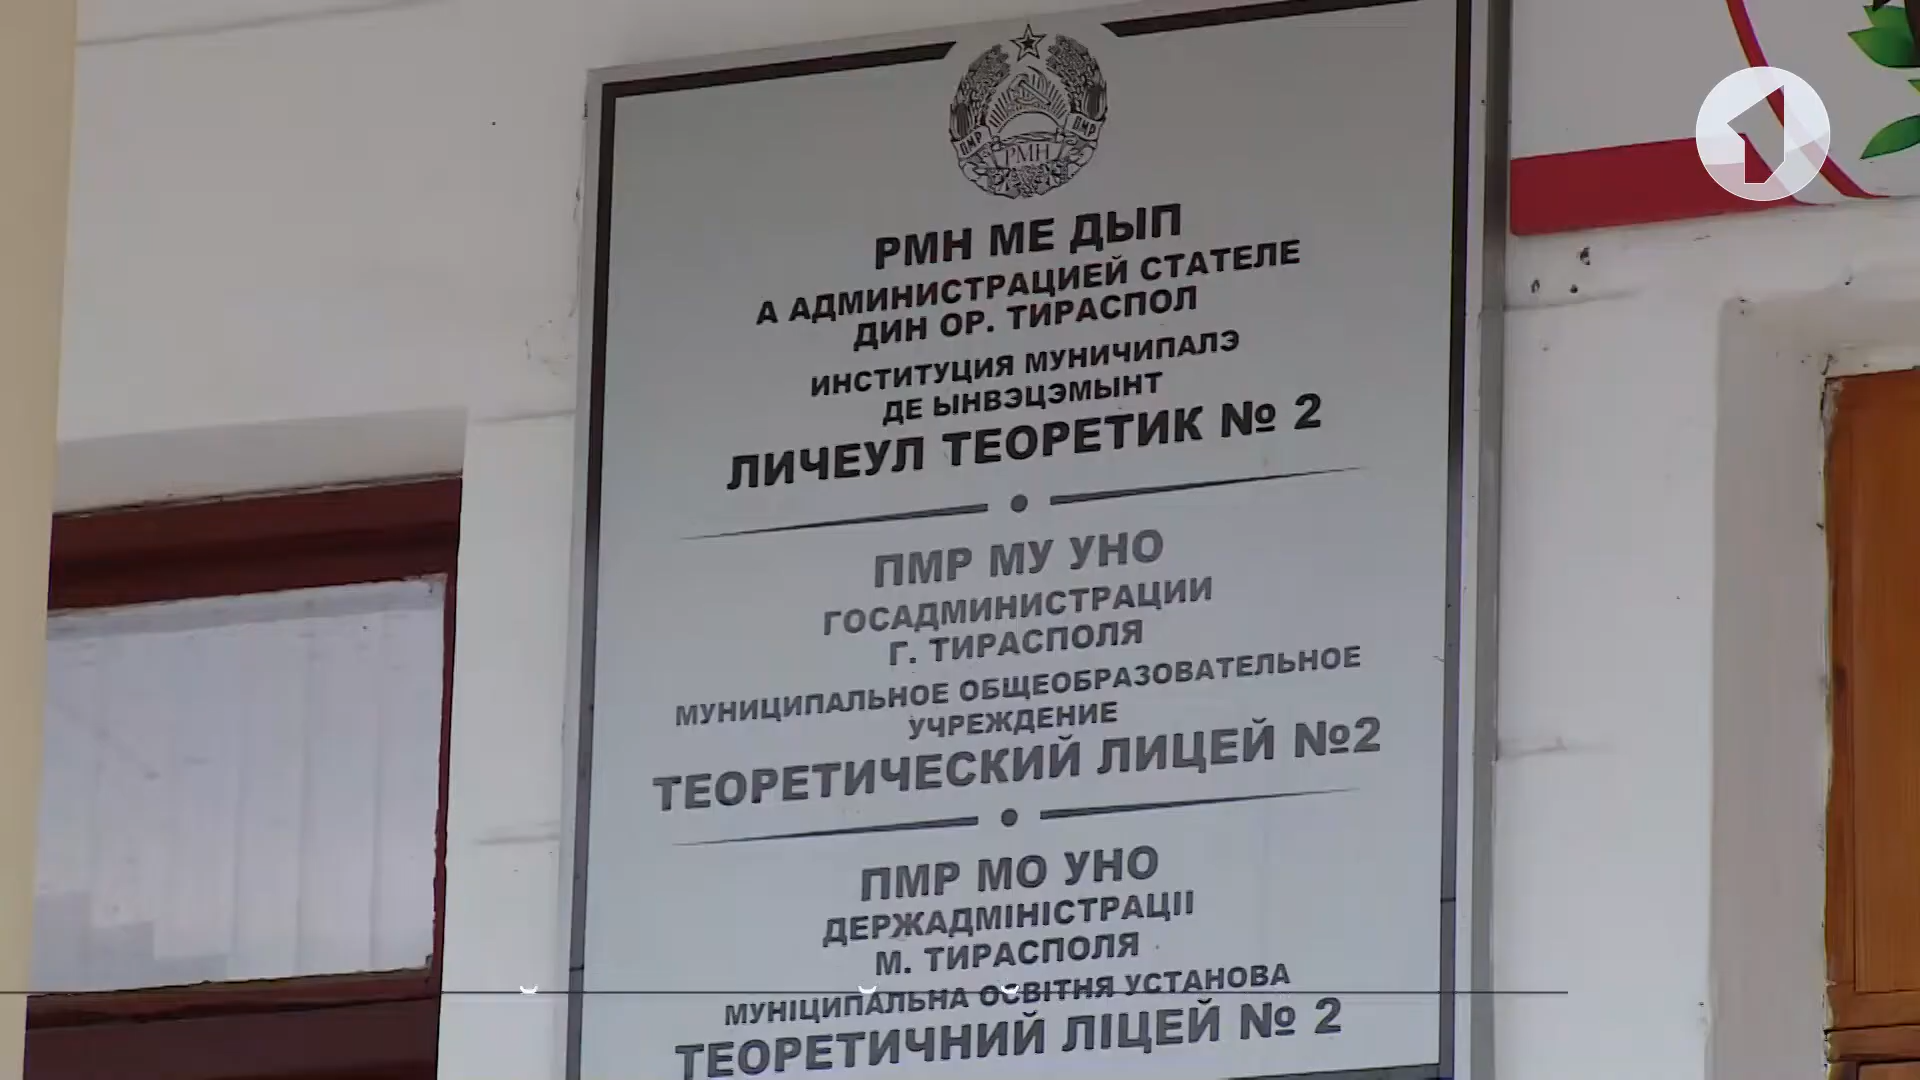 ПМР
ПМР
РМН
РМН МЕ ДЫП
А АДМИНИСТРАЦИЕЙ СТАТЕЛЕ
ДИН ОР. ТИРАСПОЛ
ИНСТИТУЦИЯ МУНИЧИПАЛЭ
ДЕ ЫНВЭЦЭМЫНТ
ЛИЧЕУЛ ТЕОРЕТИК № 2
ПМР МУ УНО
ГОСАДМИНИСТРАЦИИ
Г. ТИРАСПОЛЯ
МУНИЦИПАЛЬНОЕ ОБЩЕОБРАЗОВАТЕЛЬНОЕ
УЧРЕЖДЕНИЕ
ТЕОРЕТИЧЕСКИЙ ЛИЦЕЙ №2
ПМР МО УНО
ДЕРЖАДМІНІСТРАЦІІ
М. ТИРАСПОЛЯ
МУНІЦИПАЛЬНА ОСВІТНЯ УСТАНОВА
ТЕОРЕТИЧНИЙ ЛІЦЕЙ № 2